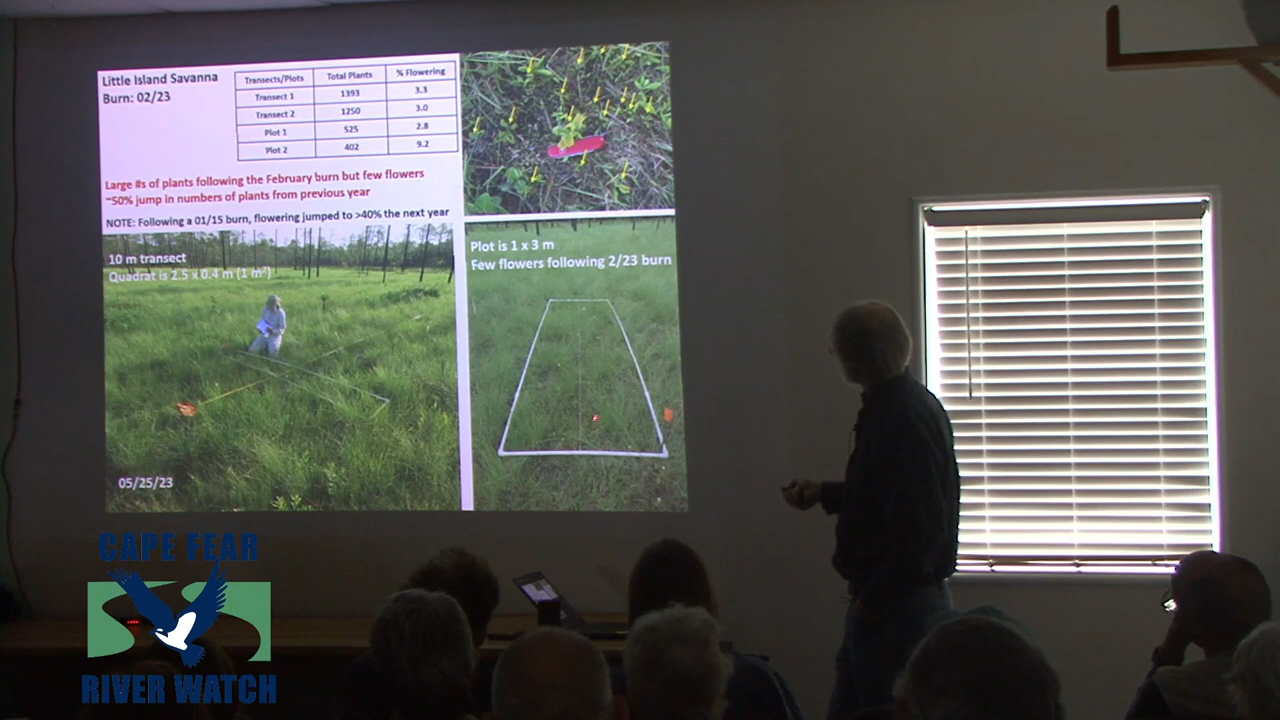 Little Island Savanna
Burn: 02/23
Transects/Plots Total Plants % Flowering
Transect 1 1393 3.3
Transect 2 1250 3.0
Plot 1 525 2.8
Plot 2 402 9.2
Large #s of plants following the February burn but few flowers
~50% jump in numbers of plants from previous year
NOTE: Following a 01/15 burn, flowering jumped to >40% the next year
10 m transect
Quadrat is 2.5 x 0.4 m (1 m²)
05/25/23
Plot is 1 x 3 m
Few flowers following 2/23 burn
CAPE FEAR
RIVER WATCH